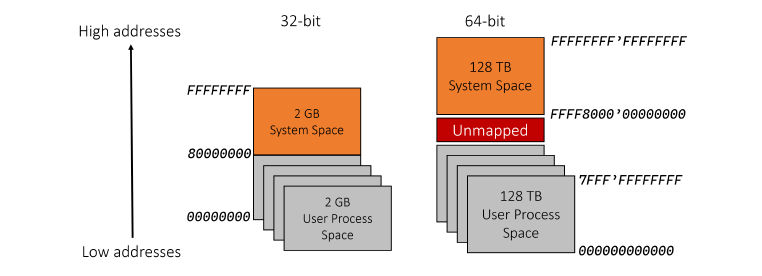 32-bit
64-bit
High addresses
FFFFFFFF'FFFFFFFF
128 TB
System Space
FFFFFFFF
2 GB
System Space
FFFF8000'00000000
Unmapped
80000000
7FFF'FFFFFFFF
2 GB
User Process
Space
128 TB
User Process
Space
00000000
Low addresses
000000000000